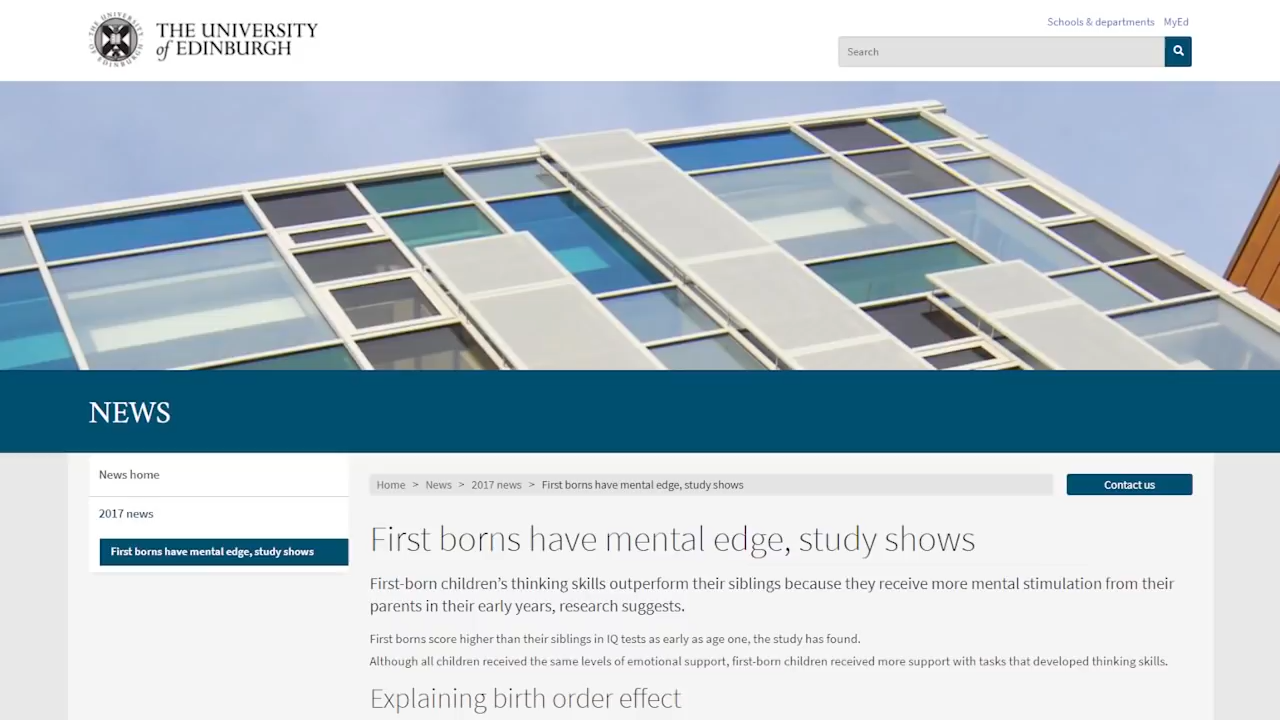 THE UNIVERSITY
of EDINBURGH
Schools & departments MyEd
Search
NEWS
News home
2017 news
First borns have mental edge, study shows
Home > News > 2017 news > First borns have mental edge, study shows
Contact us
First borns have mental edge, study shows
First-born children’s thinking skills outperform their siblings because they receive more mental stimulation from their
parents in their early years, research suggests.
First borns score higher than their siblings in IQ tests as early as age one, the study has found.
Although all children received the same levels of emotional support, first-born children received more support with tasks that developed thinking skills.
Explaining birth order effect